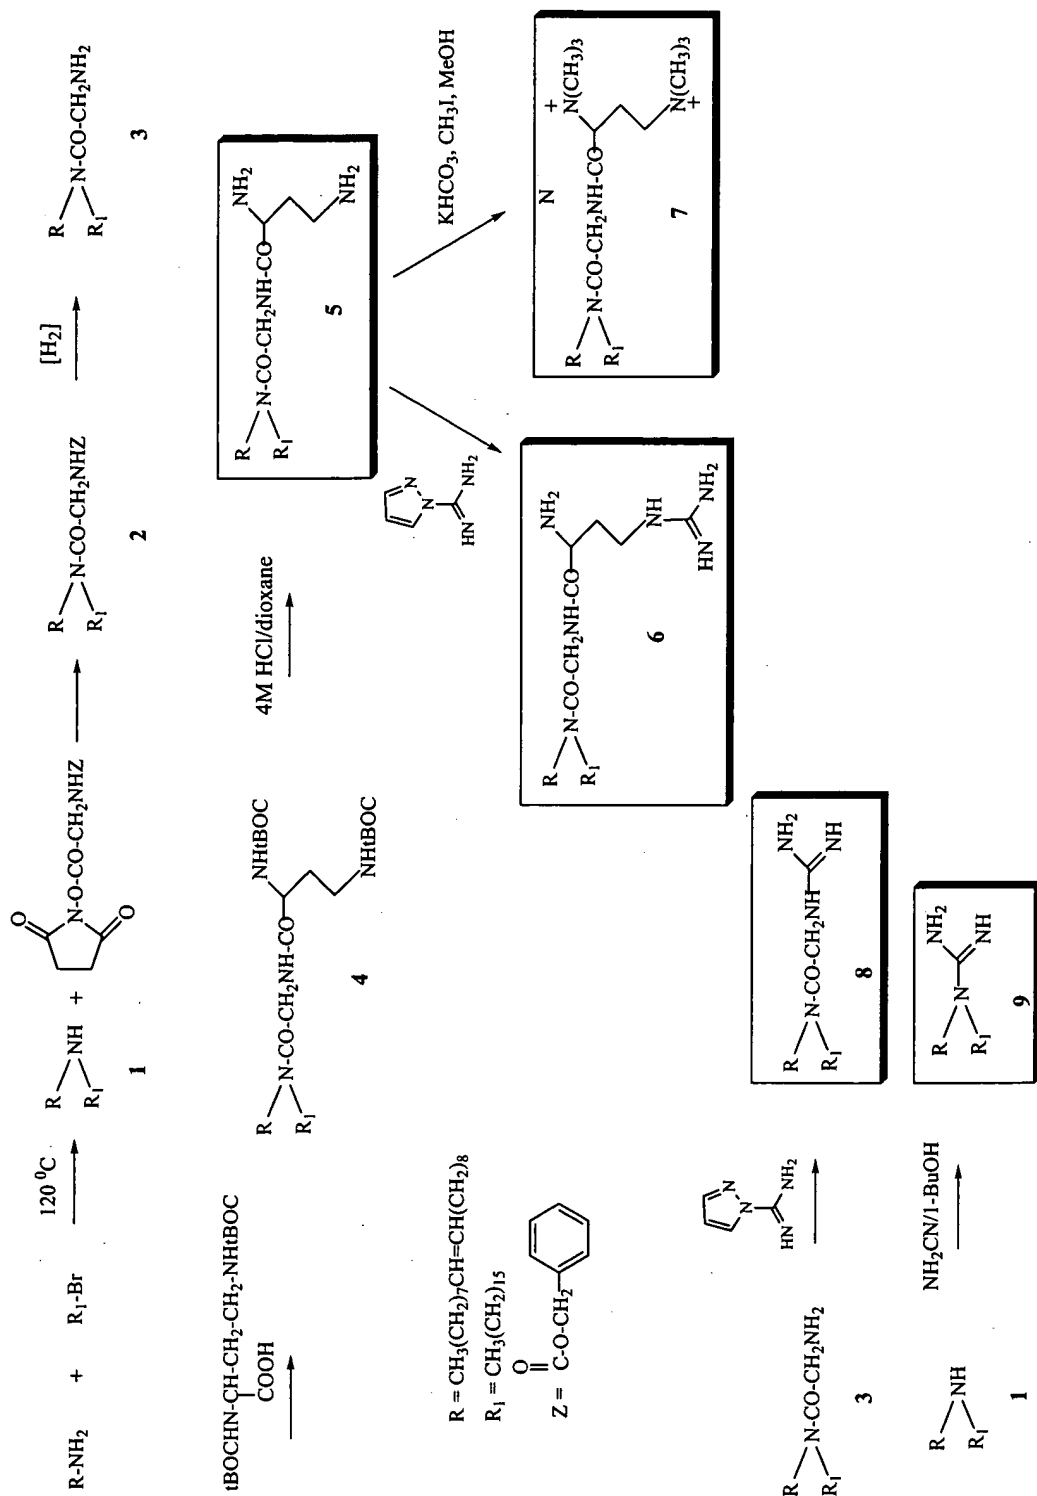 R-NH2 + R1-Br 120 ⁰C R R1 NH + O N-O-CO-CH2NHZ O R R1 N-CO-CH2NHZ [H2] R R1 N-CO-CH2NH2
1 2 3
tBOCHN-CH-CH2-CH2-NHtBOC
COOH
R R1 N-CO-CH2NH-CO NHtBOC NHtBOC
4
4M HCl/dioxane
R R1 N-CO-CH2NH-CO NH2 NH2
5
R = CH3(CH2)7CH=CH(CH2)8
R1 = CH3(CH2)15
O
Z = C-O-CH2
N N HN NH2
KHCO3, CH3I, MeOH
R R1 N-CO-CH2NH-CO NH2 NH HN NH2
6
N
R R1 N-CO-CH2NH-CO + N(CH3)3 N(CH3)3 +
7
R R1 N-CO-CH2NH2
3
N N HN NH2
R R1 N-CO-CH2NH NH2 NH
8
R R1 NH
1
NH2CN/1-BuOH
R R1 N NH2 NH
9